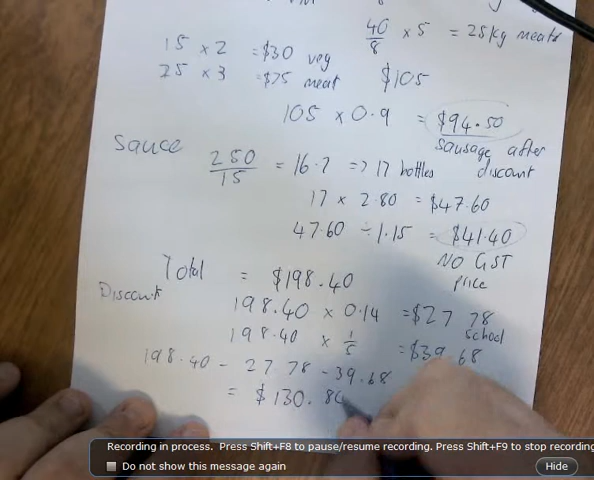 40/8 × 5 = 25kg meats
15 × 2 = $30 veg
25 × 3 = $75 meat $105
105 × 0.9 = $94.50
sausage after discount
Sauce
250/15 = 16.7 => 17 bottles
17 × 2.80 = $47.60
47.60 ÷ 1.15 = $41.40
NO GST price
Total = $198.40
Discount
198.40 × 0.14 = $27 78
school
198.40 × 1/5 = $39.68
198.40 - 27 78 - 39.68
= $130.84
Recording in process. Press Shift+F8 to pause/resume recording. Press Shift+F9 to stop recording
Do not show this message again
Hide